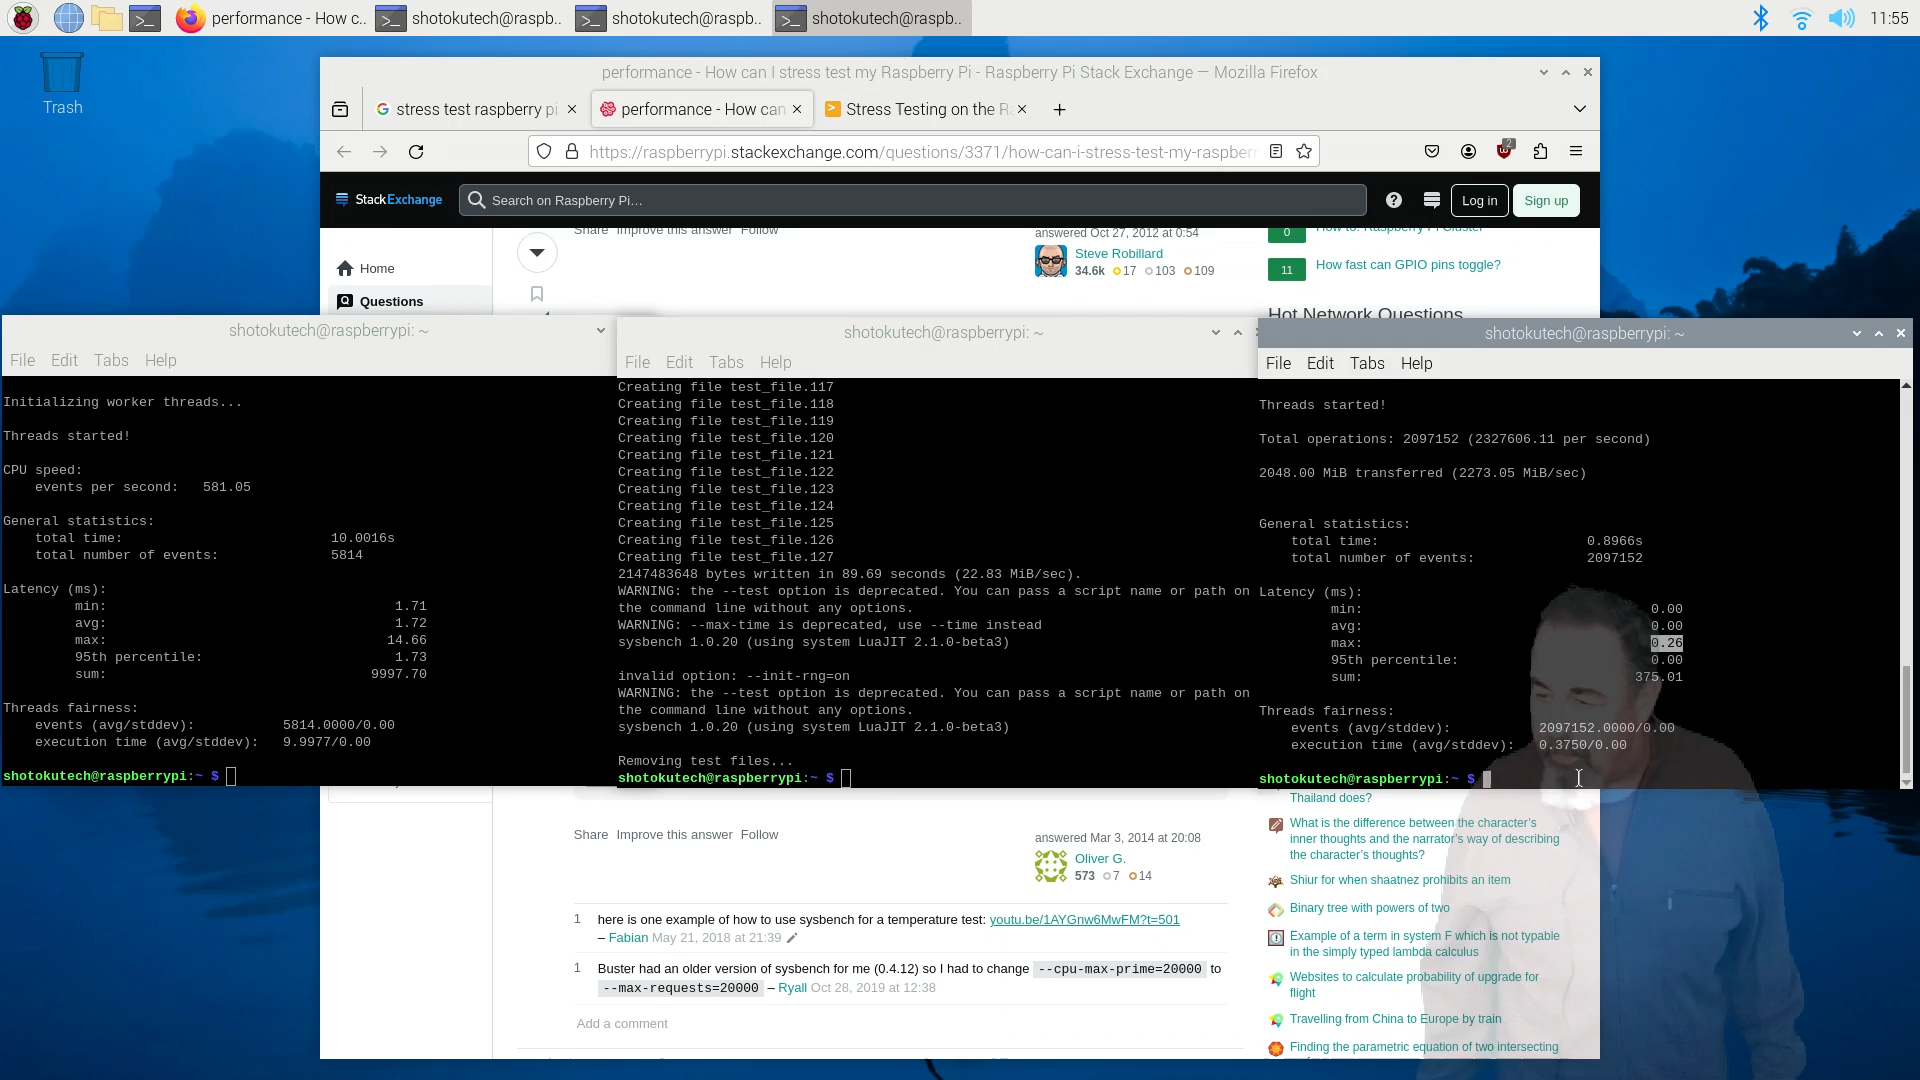 performance - How c..
shotokutech@raspb..
shotokutech@raspb..
shotokutech@raspb..
11:55
Trash
performance - How can I stress test my Raspberry Pi - Raspberry Pi Stack Exchange — Mozilla Firefox
stress test raspberry pi
performance - How can
Stress Testing on the R
https://raspberrypi.stackexchange.com/questions/3371/how-can-i-stress-test-my-raspberr
2
StackExchange
Search on Raspberry Pi…
Log in
Sign up
Home
Questions
Share Improve this answer Follow
answered Oct 27, 2012 at 0:54
Steve Robillard
34.6k 17 103 109
0 How to: Raspberry Pi Cluster
11 How fast can GPIO pins toggle?
Hot Network Questions
shotokutech@raspberrypi: ~
File Edit Tabs Help
Initializing worker threads...
Threads started!
CPU speed:
events per second: 581.05
General statistics:
total time: 10.0016s
total number of events: 5814
Latency (ms):
min: 1.71
avg: 1.72
max: 14.66
95th percentile: 1.73
sum: 9997.70
Threads fairness:
events (avg/stddev): 5814.0000/0.00
execution time (avg/stddev): 9.9977/0.00
shotokutech@raspberrypi:~ $
shotokutech@raspberrypi: ~
File Edit Tabs Help
Creating file test_file.117
Creating file test_file.118
Creating file test_file.119
Creating file test_file.120
Creating file test_file.121
Creating file test_file.122
Creating file test_file.123
Creating file test_file.124
Creating file test_file.125
Creating file test_file.126
Creating file test_file.127
2147483648 bytes written in 89.69 seconds (22.83 MiB/sec).
WARNING: the --test option is deprecated. You can pass a script name or path on
the command line without any options.
WARNING: --max-time is deprecated, use --time instead
sysbench 1.0.20 (using system LuaJIT 2.1.0-beta3)
invalid option: --init-rng=on
WARNING: the --test option is deprecated. You can pass a script name or path on
the command line without any options.
sysbench 1.0.20 (using system LuaJIT 2.1.0-beta3)
Removing test files...
shotokutech@raspberrypi:~ $
shotokutech@raspberrypi: ~
File Edit Tabs Help
Threads started!
Total operations: 2097152 (2327606.11 per second)
2048.00 MiB transferred (2273.05 MiB/sec)
General statistics:
total time: 0.8966s
total number of events: 2097152
Latency (ms):
min: 0.00
avg: 0.00
max: 0.26
95th percentile: 0.00
sum: 375.01
Threads fairness:
events (avg/stddev): 2097152.0000/0.00
execution time (avg/stddev): 0.3750/0.00
shotokutech@raspberrypi:~ $
Share Improve this answer Follow
answered Mar 3, 2014 at 20:08
Oliver G.
573 7 14
1 here is one example of how to use sysbench for a temperature test: youtu.be/1AYGnw6MwFM?t=501
– Fabian May 21, 2018 at 21:39
1 Buster had an older version of sysbench for me (0.4.12) so I had to change --cpu-max-prime=20000 to
--max-requests=20000 – Ryall Oct 28, 2019 at 12:38
Add a comment
Thailand does?
What is the difference between the character's
inner thoughts and the narrator's way of describing
the character's thoughts?
Shiur for when shaatnez prohibits an item
Binary tree with powers of two
Example of a term in system F which is not typable
in the simply typed lambda calculus
Websites to calculate probability of upgrade for
flight
Travelling from China to Europe by train
Finding the parametric equation of two intersecting